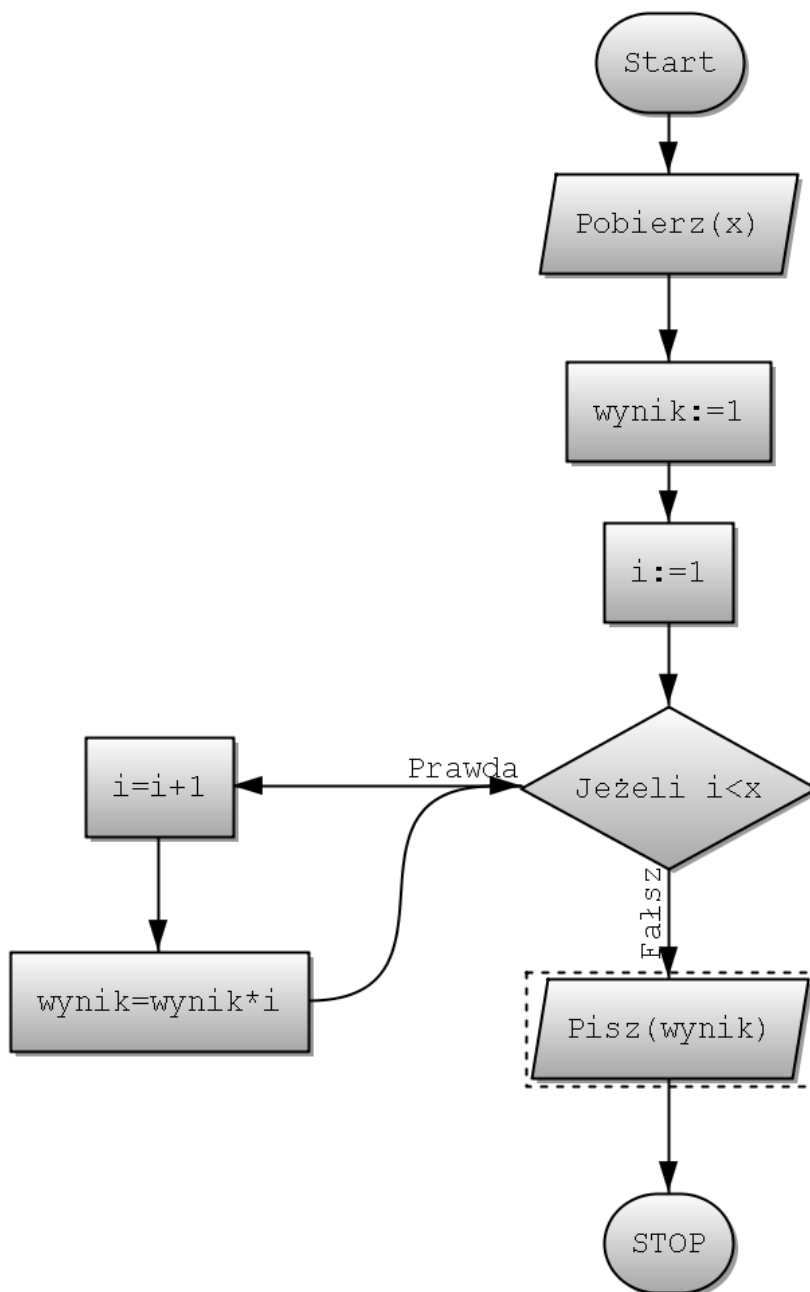 Start
Pobierz(x)
wynik:=1
i:=1
Jeżeli i<x
Prawda
i=i+1
wynik=wynik*i
Fałsz
Pisz(wynik)
STOP